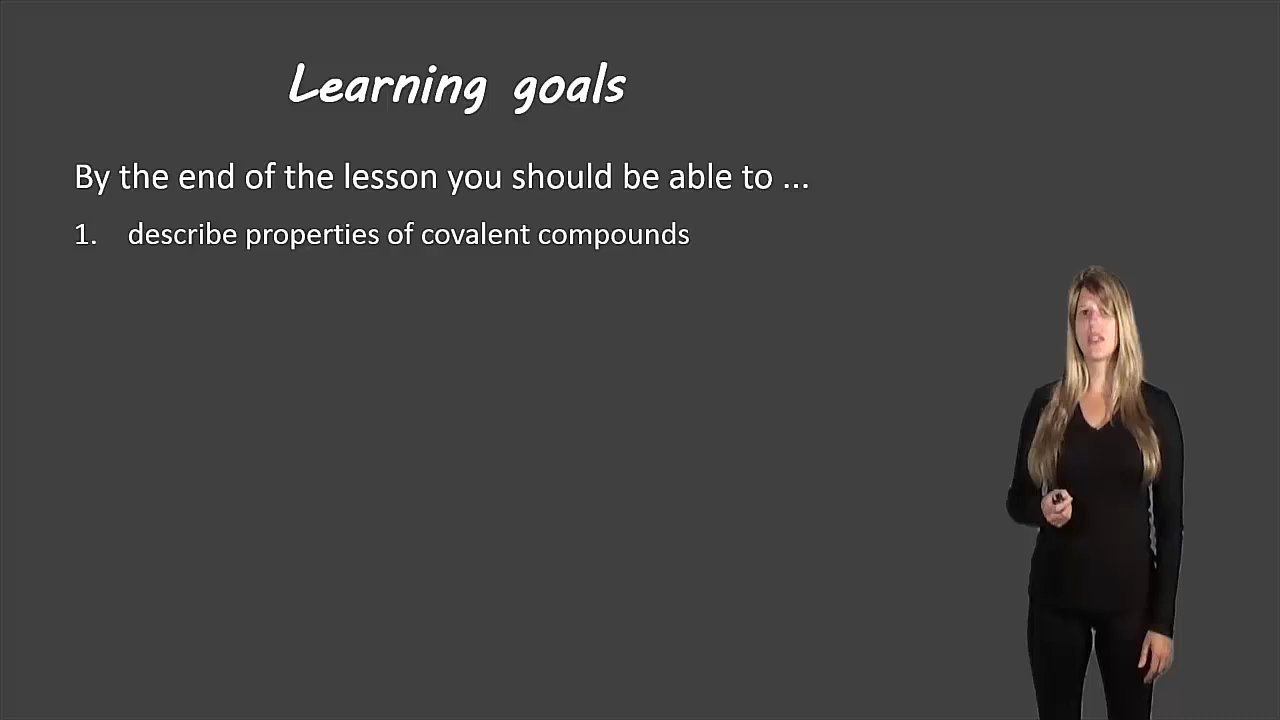 Learning goals
By the end of the lesson you should be able to ...
1. describe properties of covalent compounds